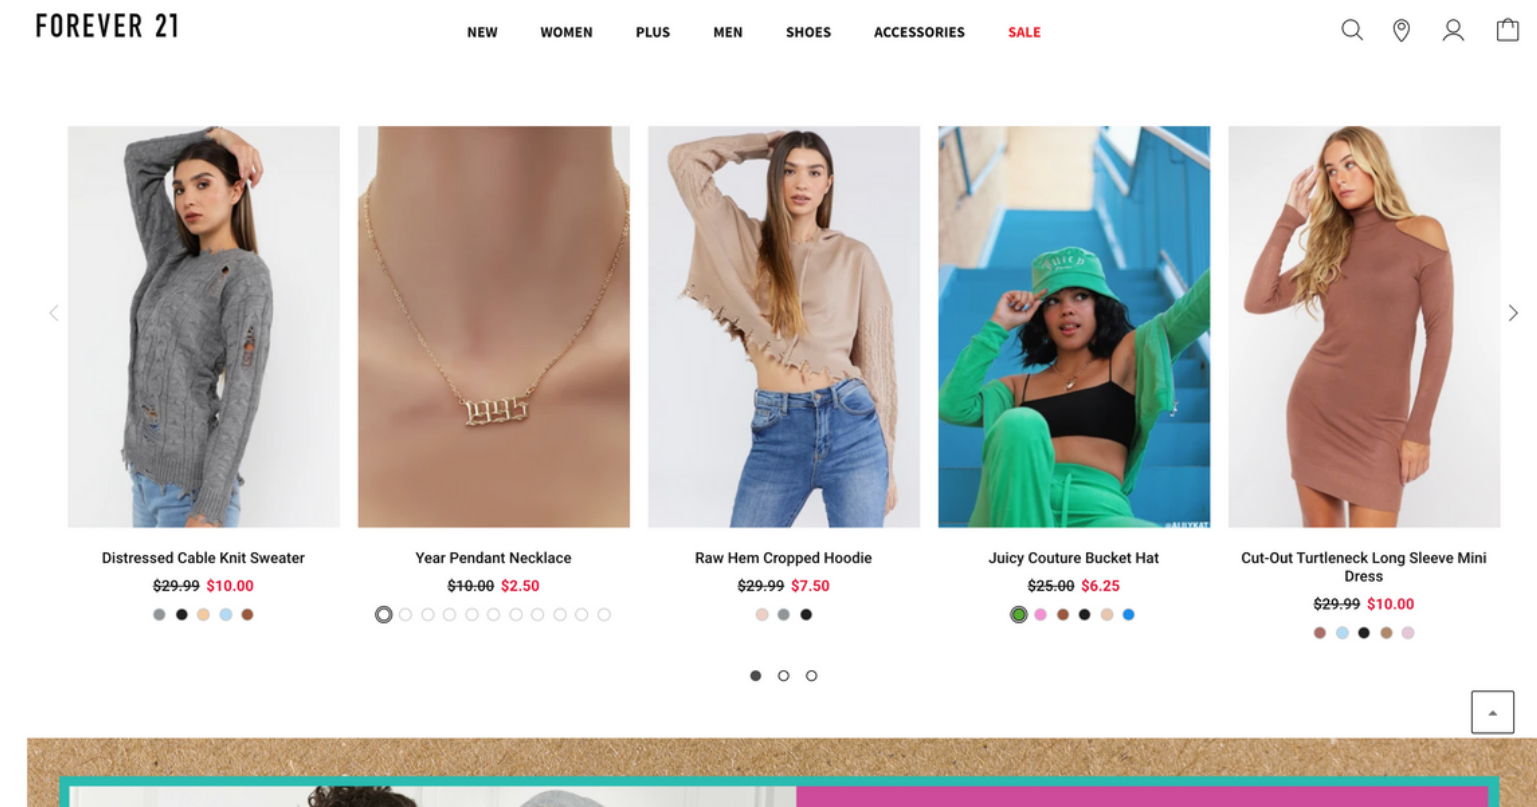 FOREVER 21
NEW WOMEN PLUS MEN SHOES ACCESSORIES SALE
JUICY
@ALILYKAT
Distressed Cable Knit Sweater
$29.99 $10.00
Year Pendant Necklace
$10.00 $2.50
Raw Hem Cropped Hoodie
$29.99 $7.50
Juicy Couture Bucket Hat
$25.00 $6.25
Cut-Out Turtleneck Long Sleeve Mini
Dress
$29.99 $10.00